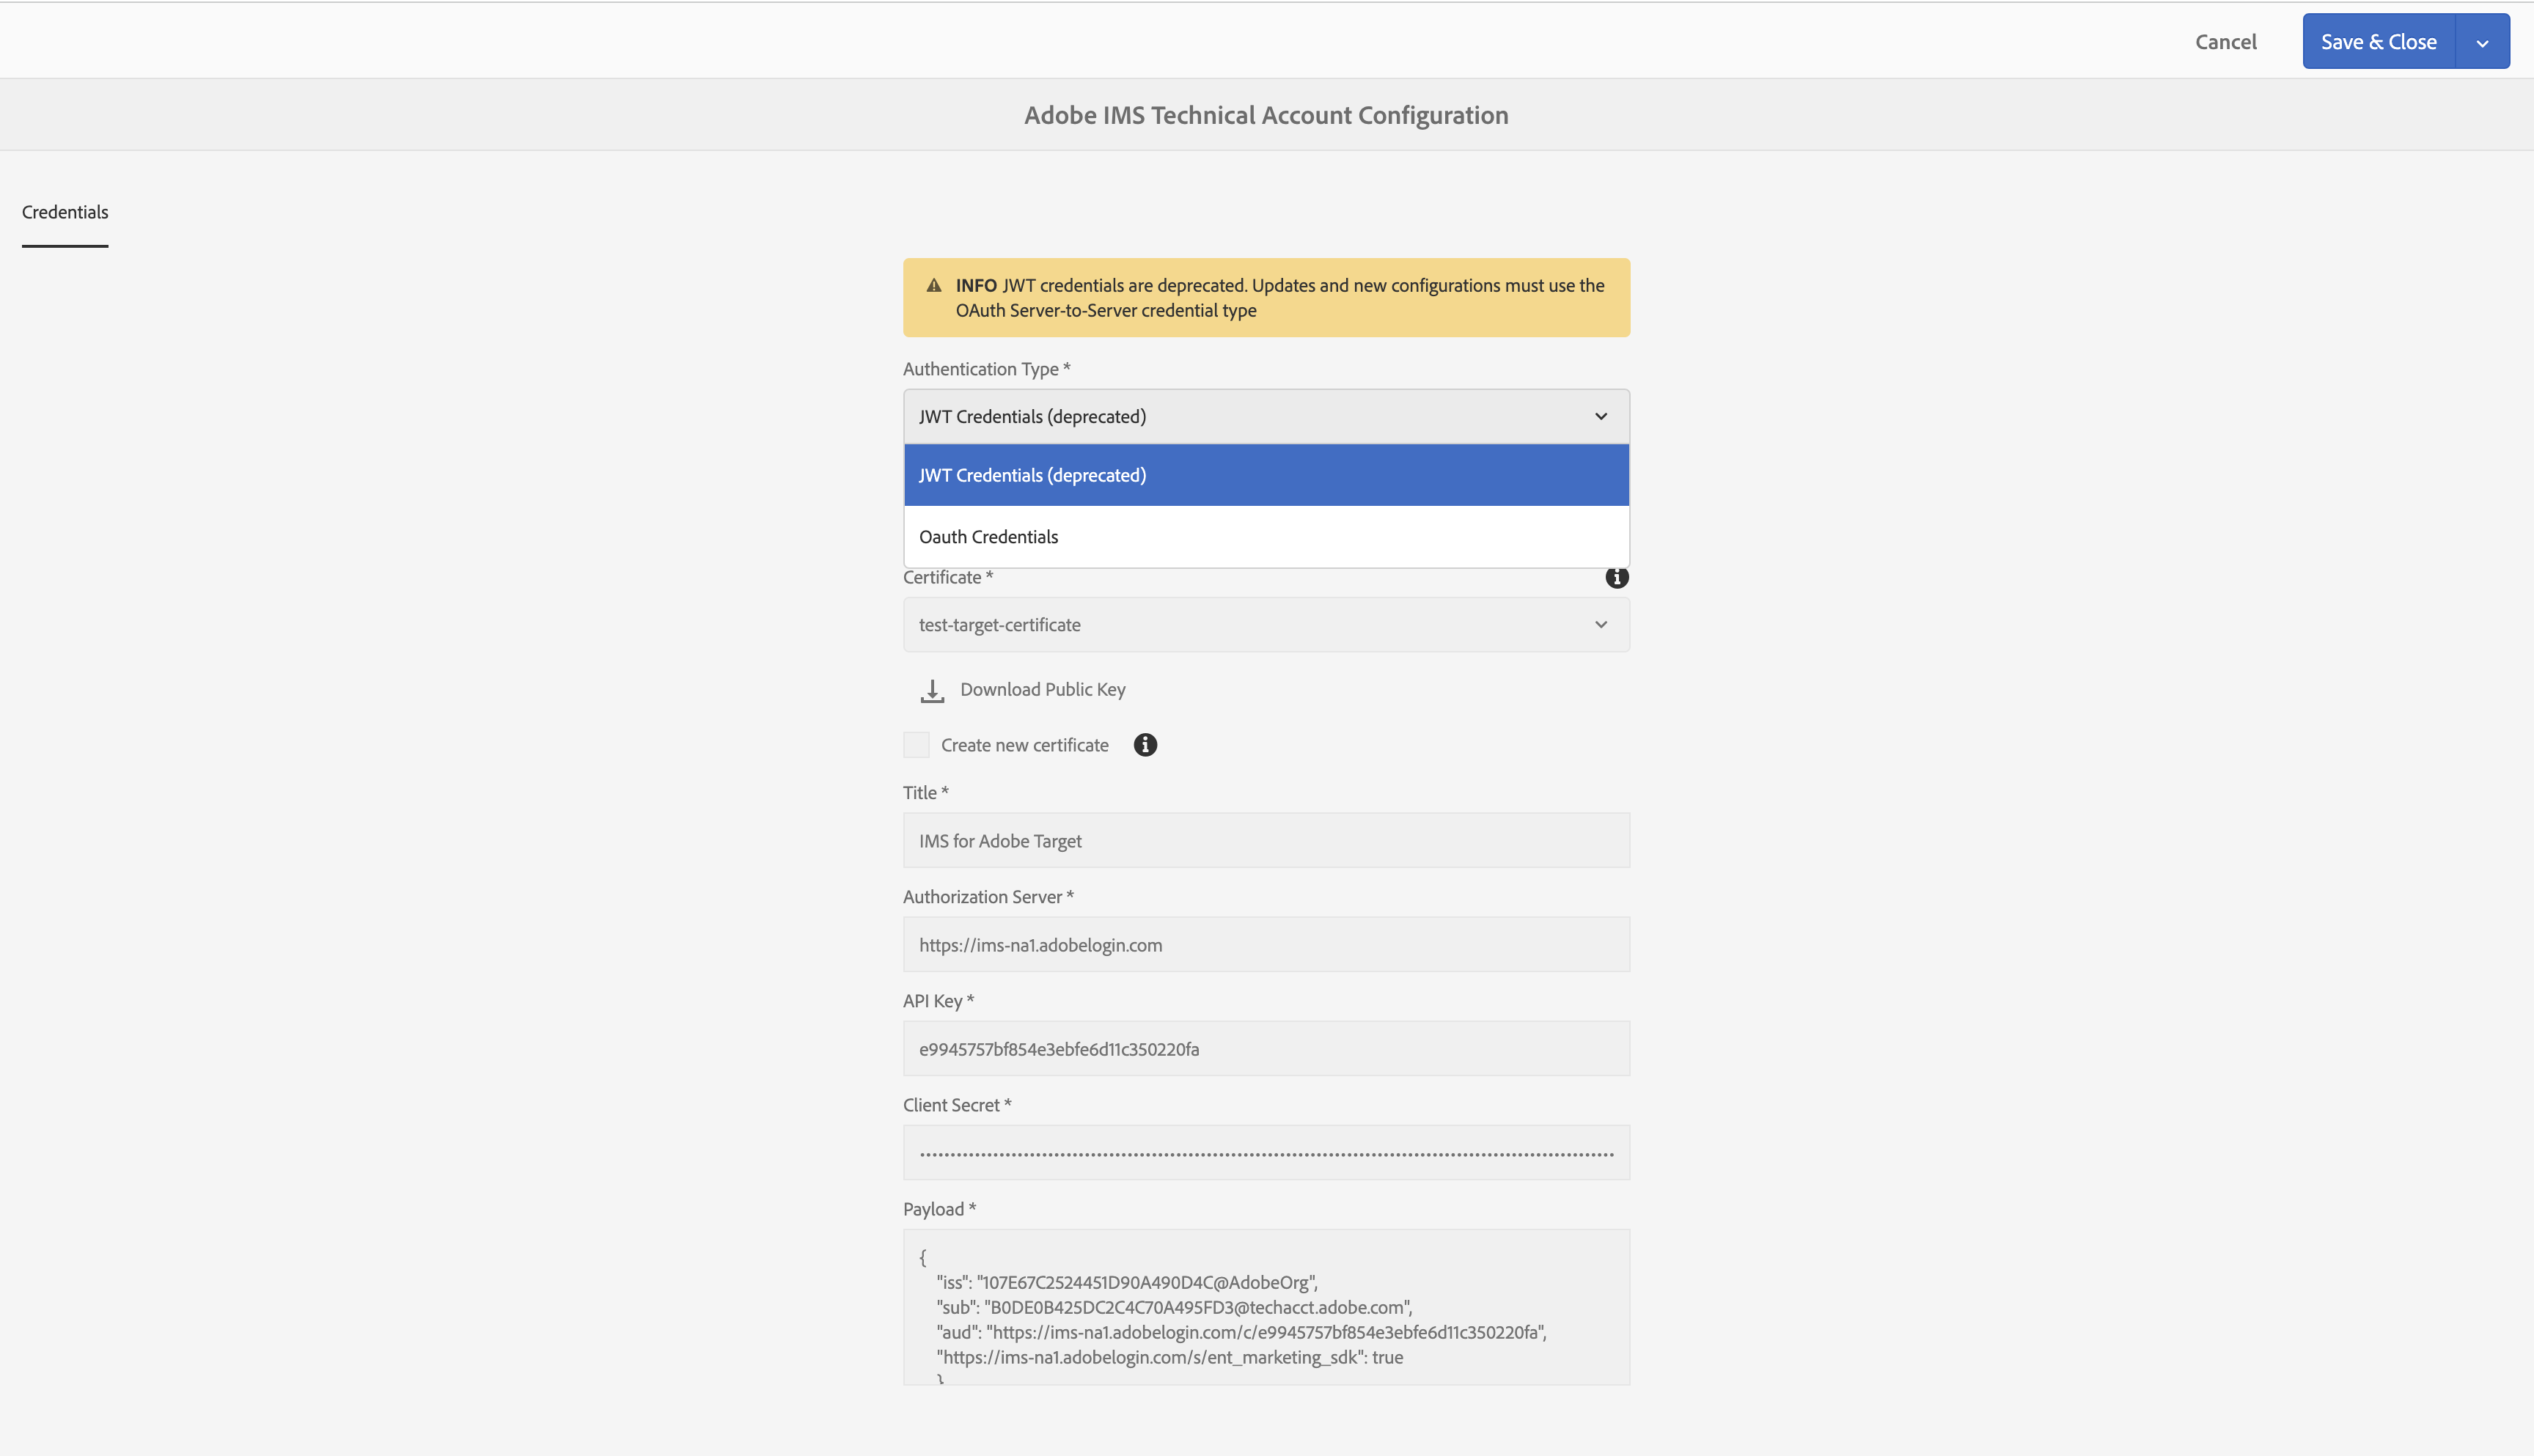 Cancel
Save & Close
Adobe IMS Technical Account Configuration
Credentials
INFO JWT credentials are deprecated. Updates and new configurations must use the
OAuth Server-to-Server credential type
Authentication Type *
JWT Credentials (deprecated)
JWT Credentials (deprecated)
Oauth Credentials
Certificate *
test-target-certificate
Download Public Key
Create new certificate
Title *
IMS for Adobe Target
Authorization Server *
https://ims-na1.adobelogin.com
API Key *
e9945757bf854e3ebfe6d11c350220fa
Client Secret *
Payload *
{
"iss": "107E67C2524451D90A490D4C@AdobeOrg",
"sub": "B0DE0B425DC2C4C70A495FD3@techacct.adobe.com",
"aud": "https://ims-na1.adobelogin.com/c/e9945757bf854e3ebfe6d11c350220fa",
"https://ims-na1.adobelogin.com/s/ent_marketing_sdk": true
}